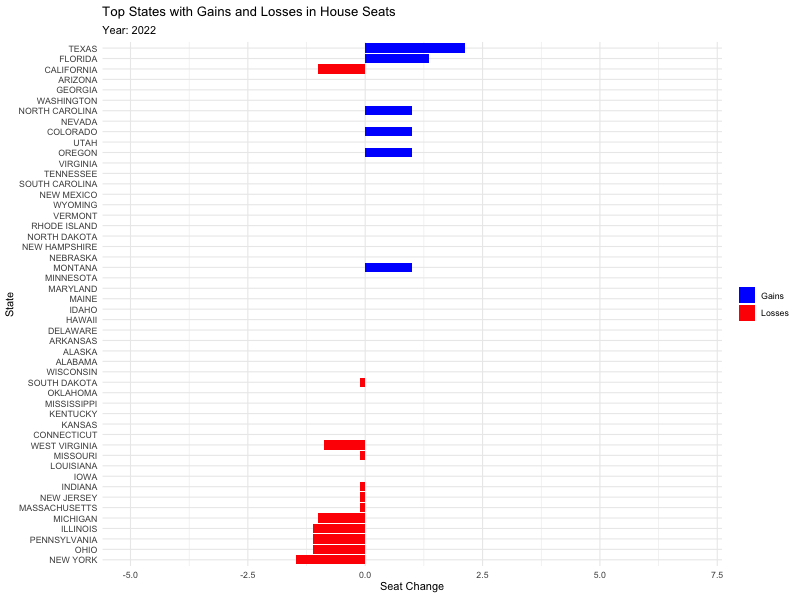 Top States with Gains and Losses in House Seats
Year: 2022
TEXAS
FLORIDA
CALIFORNIA
ARIZONA
GEORGIA
WASHINGTON
NORTH CAROLINA
NEVADA
COLORADO
UTAH
OREGON
VIRGINIA
TENNESSEE
SOUTH CAROLINA
NEW MEXICO
WYOMING
VERMONT
RHODE ISLAND
NORTH DAKOTA
NEW HAMPSHIRE
NEBRASKA
MONTANA
MINNESOTA
MARYLAND
MAINE
IDAHO
HAWAII
DELAWARE
ARKANSAS
ALASKA
ALABAMA
WISCONSIN
SOUTH DAKOTA
OKLAHOMA
MISSISSIPPI
KENTUCKY
KANSAS
CONNECTICUT
WEST VIRGINIA
MISSOURI
LOUISIANA
IOWA
INDIANA
NEW JERSEY
MASSACHUSETTS
MICHIGAN
ILLINOIS
PENNSYLVANIA
OHIO
NEW YORK
State
-5.0 -2.5 0.0 2.5 5.0 7.5
Seat Change
Gains
Losses